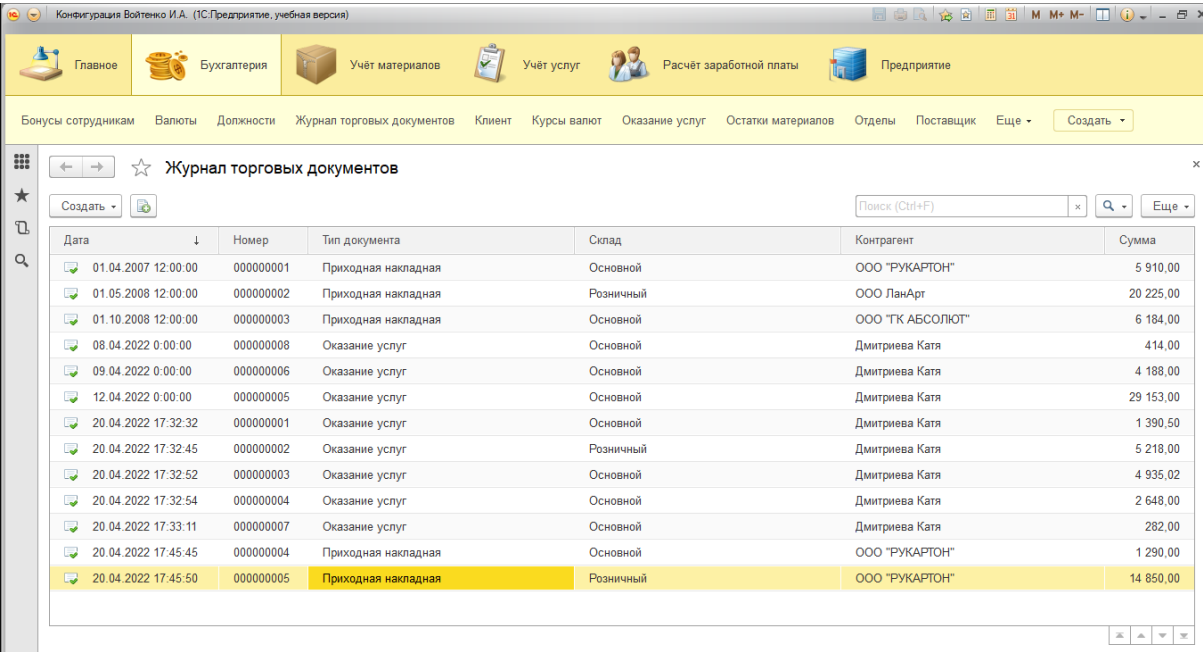 Конфигурация Войтенко И.А. (1С:Предприятие, учебная версия) M M+ M-
Главное Бухгалтерия Учёт материалов Учёт услуг Расчёт заработной платы Предприятие
Бонусы сотрудникам Валюты Должности Журнал торговых документов Клиент Курсы валют Оказание услуг Остатки материалов Отделы Поставщик Еще Создать
Журнал торговых документов
Создать Поиск (Ctrl+F) Еще
Дата Номер Тип документа Склад Контрагент Сумма
01.04.2007 12:00:00 000000001 Приходная накладная Основной ООО "РУКАРТОН" 5 910,00
01.05.2008 12:00:00 000000002 Приходная накладная Розничный ООО ЛанАрт 20 225,00
01.10.2008 12:00:00 000000003 Приходная накладная Основной ООО "ГК АБСОЛЮТ" 6 184,00
08.04.2022 0:00:00 000000008 Оказание услуг Основной Дмитриева Катя 414,00
09.04.2022 0:00:00 000000006 Оказание услуг Основной Дмитриева Катя 4 188,00
12.04.2022 0:00:00 000000005 Оказание услуг Основной Дмитриева Катя 29 153,00
20.04.2022 17:32:32 000000001 Оказание услуг Основной Дмитриева Катя 1 390,50
20.04.2022 17:32:45 000000002 Оказание услуг Розничный Дмитриева Катя 5 218,00
20.04.2022 17:32:52 000000003 Оказание услуг Основной Дмитриева Катя 4 935,02
20.04.2022 17:32:54 000000004 Оказание услуг Основной Дмитриева Катя 2 648,00
20.04.2022 17:33:11 000000007 Оказание услуг Основной Дмитриева Катя 282,00
20.04.2022 17:45:45 000000004 Приходная накладная Основной ООО "РУКАРТОН" 1 290,00
20.04.2022 17:45:50 000000005 Приходная накладная Розничный ООО "РУКАРТОН" 14 850,00